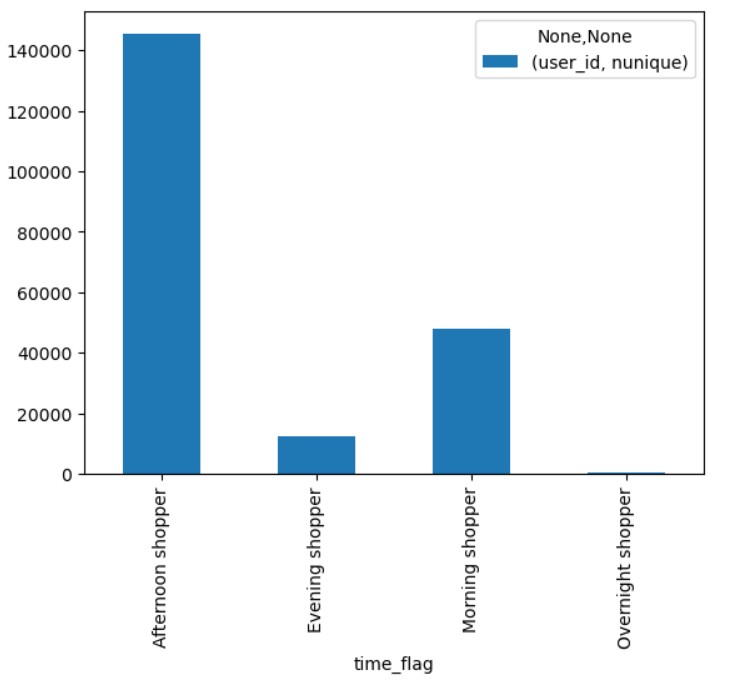 None,None
(user_id, nunique)
140000
120000
100000
80000
60000
40000
20000
0
Afternoon shopper
Evening shopper
Morning shopper
Overnight shopper
time_flag